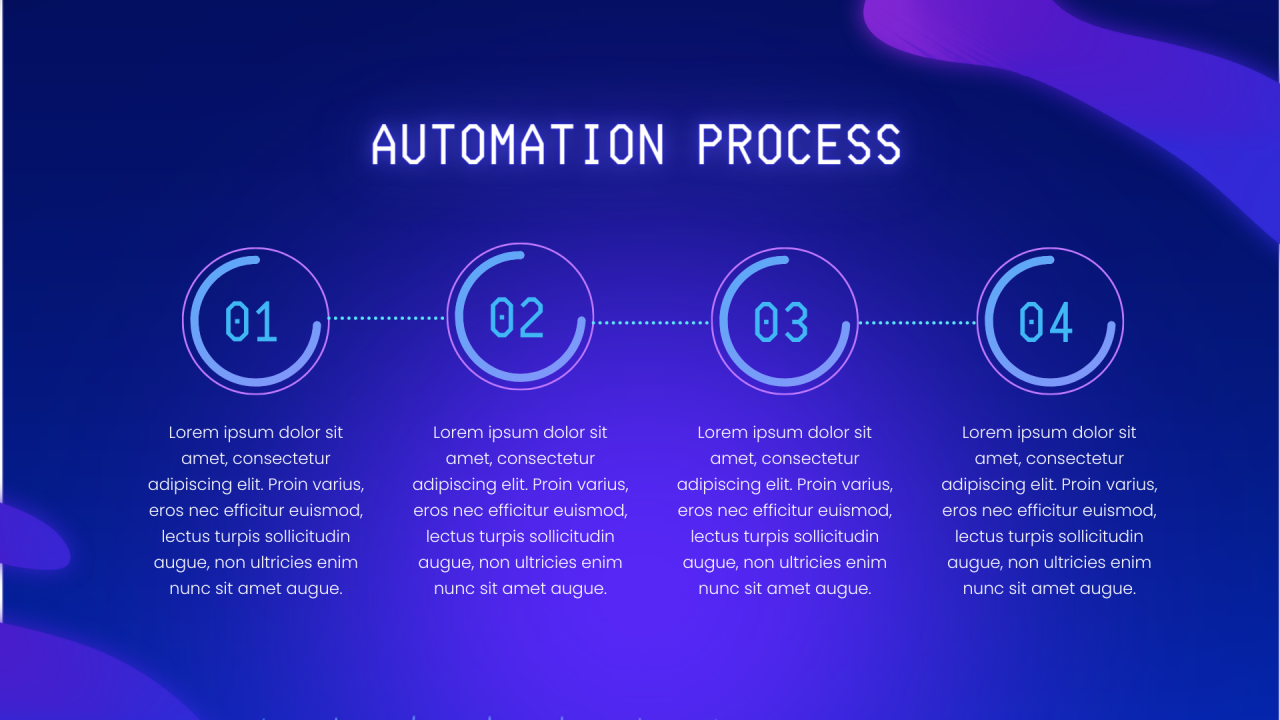 AUTOMATION PROCESS
01
02
03
04
Lorem ipsum dolor sit
amet, consectetur
adipiscing elit. Proin varius,
eros nec efficitur euismod,
lectus turpis sollicitudin
augue, non ultricies enim
nunc sit amet augue.
Lorem ipsum dolor sit
amet, consectetur
adipiscing elit. Proin varius,
eros nec efficitur euismod,
lectus turpis sollicitudin
augue, non ultricies enim
nunc sit amet augue.
Lorem ipsum dolor sit
amet, consectetur
adipiscing elit. Proin varius,
eros nec efficitur euismod,
lectus turpis sollicitudin
augue, non ultricies enim
nunc sit amet augue.
Lorem ipsum dolor sit
amet, consectetur
adipiscing elit. Proin varius,
eros nec efficitur euismod,
lectus turpis sollicitudin
augue, non ultricies enim
nunc sit amet augue.